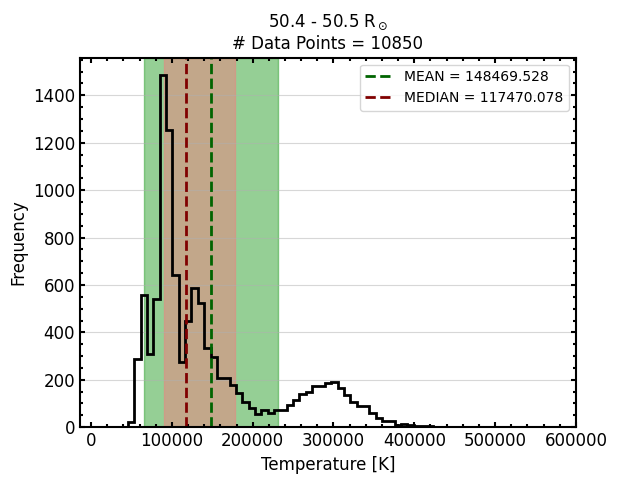 50.4 - 50.5 R⊙
# Data Points = 10850
MEAN = 148469.528
MEDIAN = 117470.078
Frequency
1400
1200
1000
800
600
400
200
0
0 100000 200000 300000 400000 500000 600000
Temperature [K]